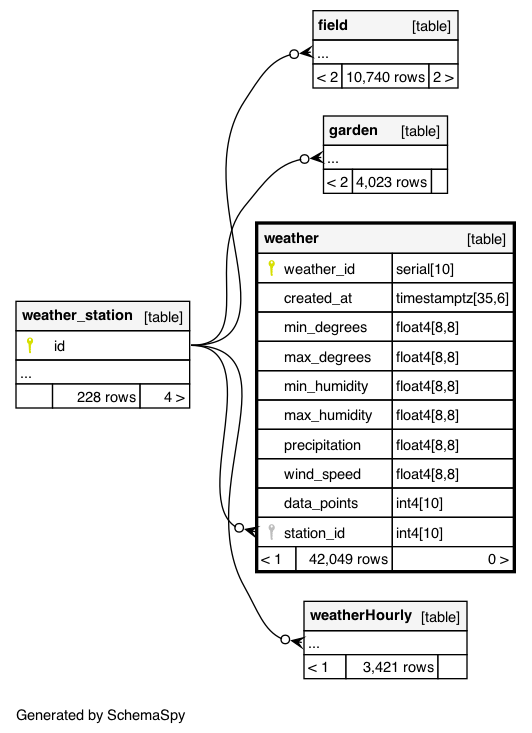 field [table]
...
< 2 10,740 rows 2 >
garden [table]
...
< 2 4,023 rows
weather [table]
weather_id serial[10]
created_at timestamptz[35,6]
min_degrees float4[8,8]
max_degrees float4[8,8]
min_humidity float4[8,8]
max_humidity float4[8,8]
precipitation float4[8,8]
wind_speed float4[8,8]
data_points int4[10]
station_id int4[10]
< 1 42,049 rows 0 >
weather_station [table]
id
...
228 rows 4 >
weatherHourly [table]
...
< 1 3,421 rows
Generated by SchemaSpy